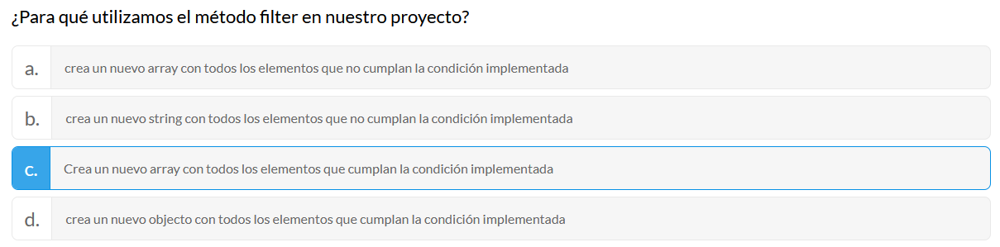 ¿Para qué utilizamos el método filter en nuestro proyecto?
a. crea un nuevo array con todos los elementos que no cumplan la condición implementada
b. crea un nuevo string con todos los elementos que no cumplan la condición implementada
c. Crea un nuevo array con todos los elementos que cumplan la condición implementada
d. crea un nuevo objecto con todos los elementos que cumplan la condición implementada